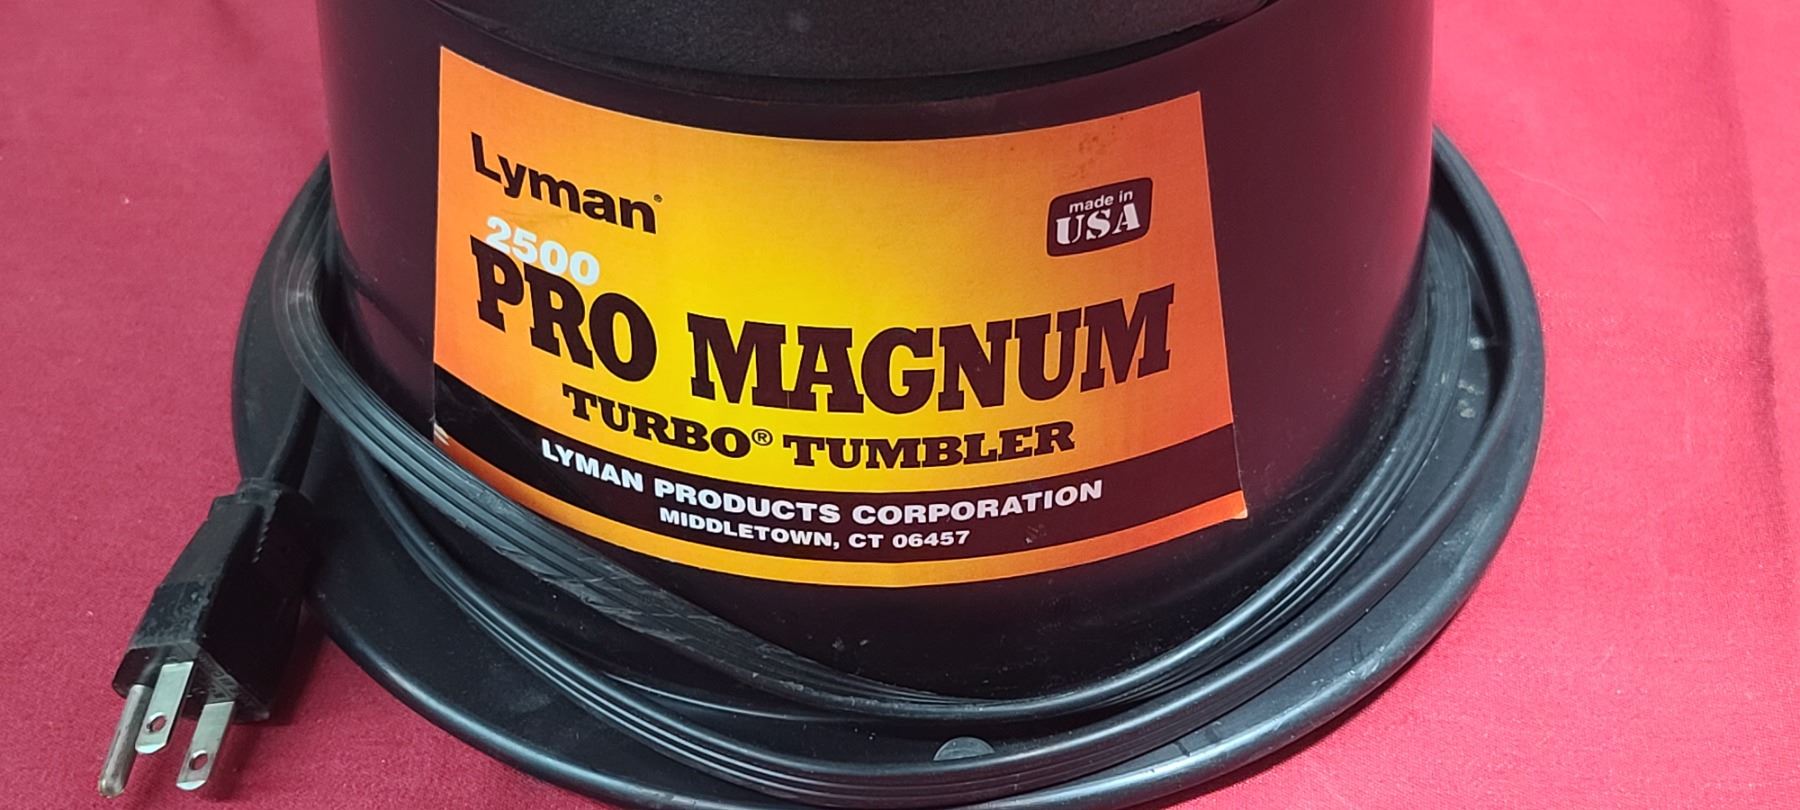 Lyman®
made in
USA
2500
PRO MAGNUM
TURBO® TUMBLER
LYMAN PRODUCTS CORPORATION
MIDDLETOWN, CT 06457